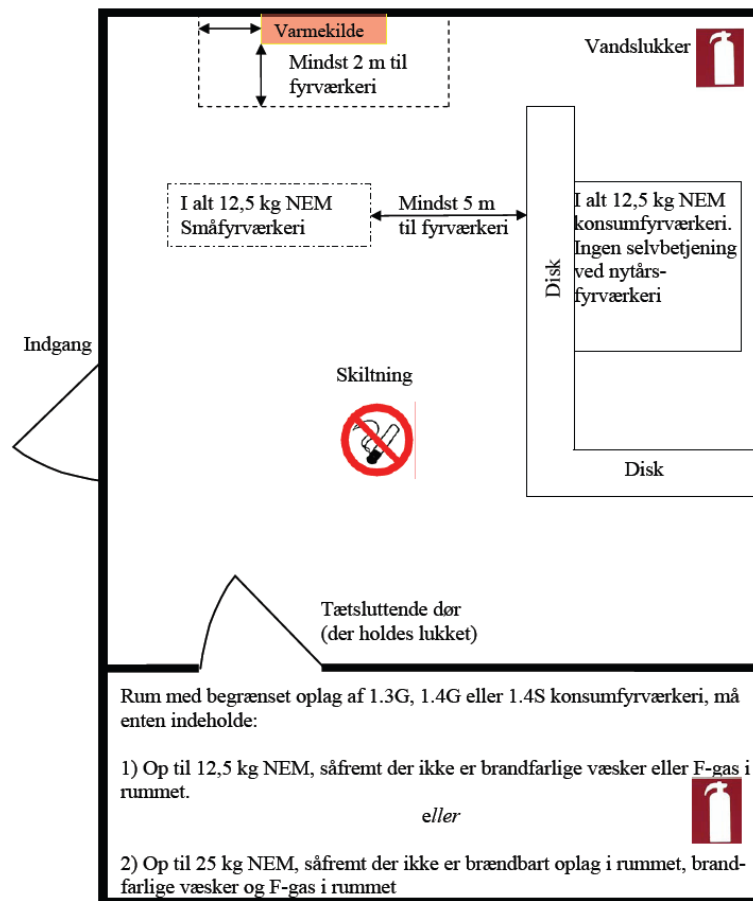 Varmekilde
Vandslukker
Mindst 2 m til
fyrværkeri
I alt 12,5 kg NEM
Småfyrværkeri
Mindst 5 m
til fyrværkeri
I alt 12,5 kg NEM
konsumfyrværkeri.
Ingen selvbetjening
ved nytårs-
fyrværkeri
Disk
Indgang
Skiltning
Disk
Tætsluttende dør
(der holdes lukket)
Rum med begrænset oplag af 1.3G, 1.4G eller 1.4S konsumfyrværkeri, må
enten indeholde:
1) Op til 12,5 kg NEM, såfremt der ikke er brandfarlige væsker eller F-gas i
rummet.
eller
2) Op til 25 kg NEM, såfremt der ikke er brændbart oplag i rummet, brand-
farlige væsker og F-gas i rummet